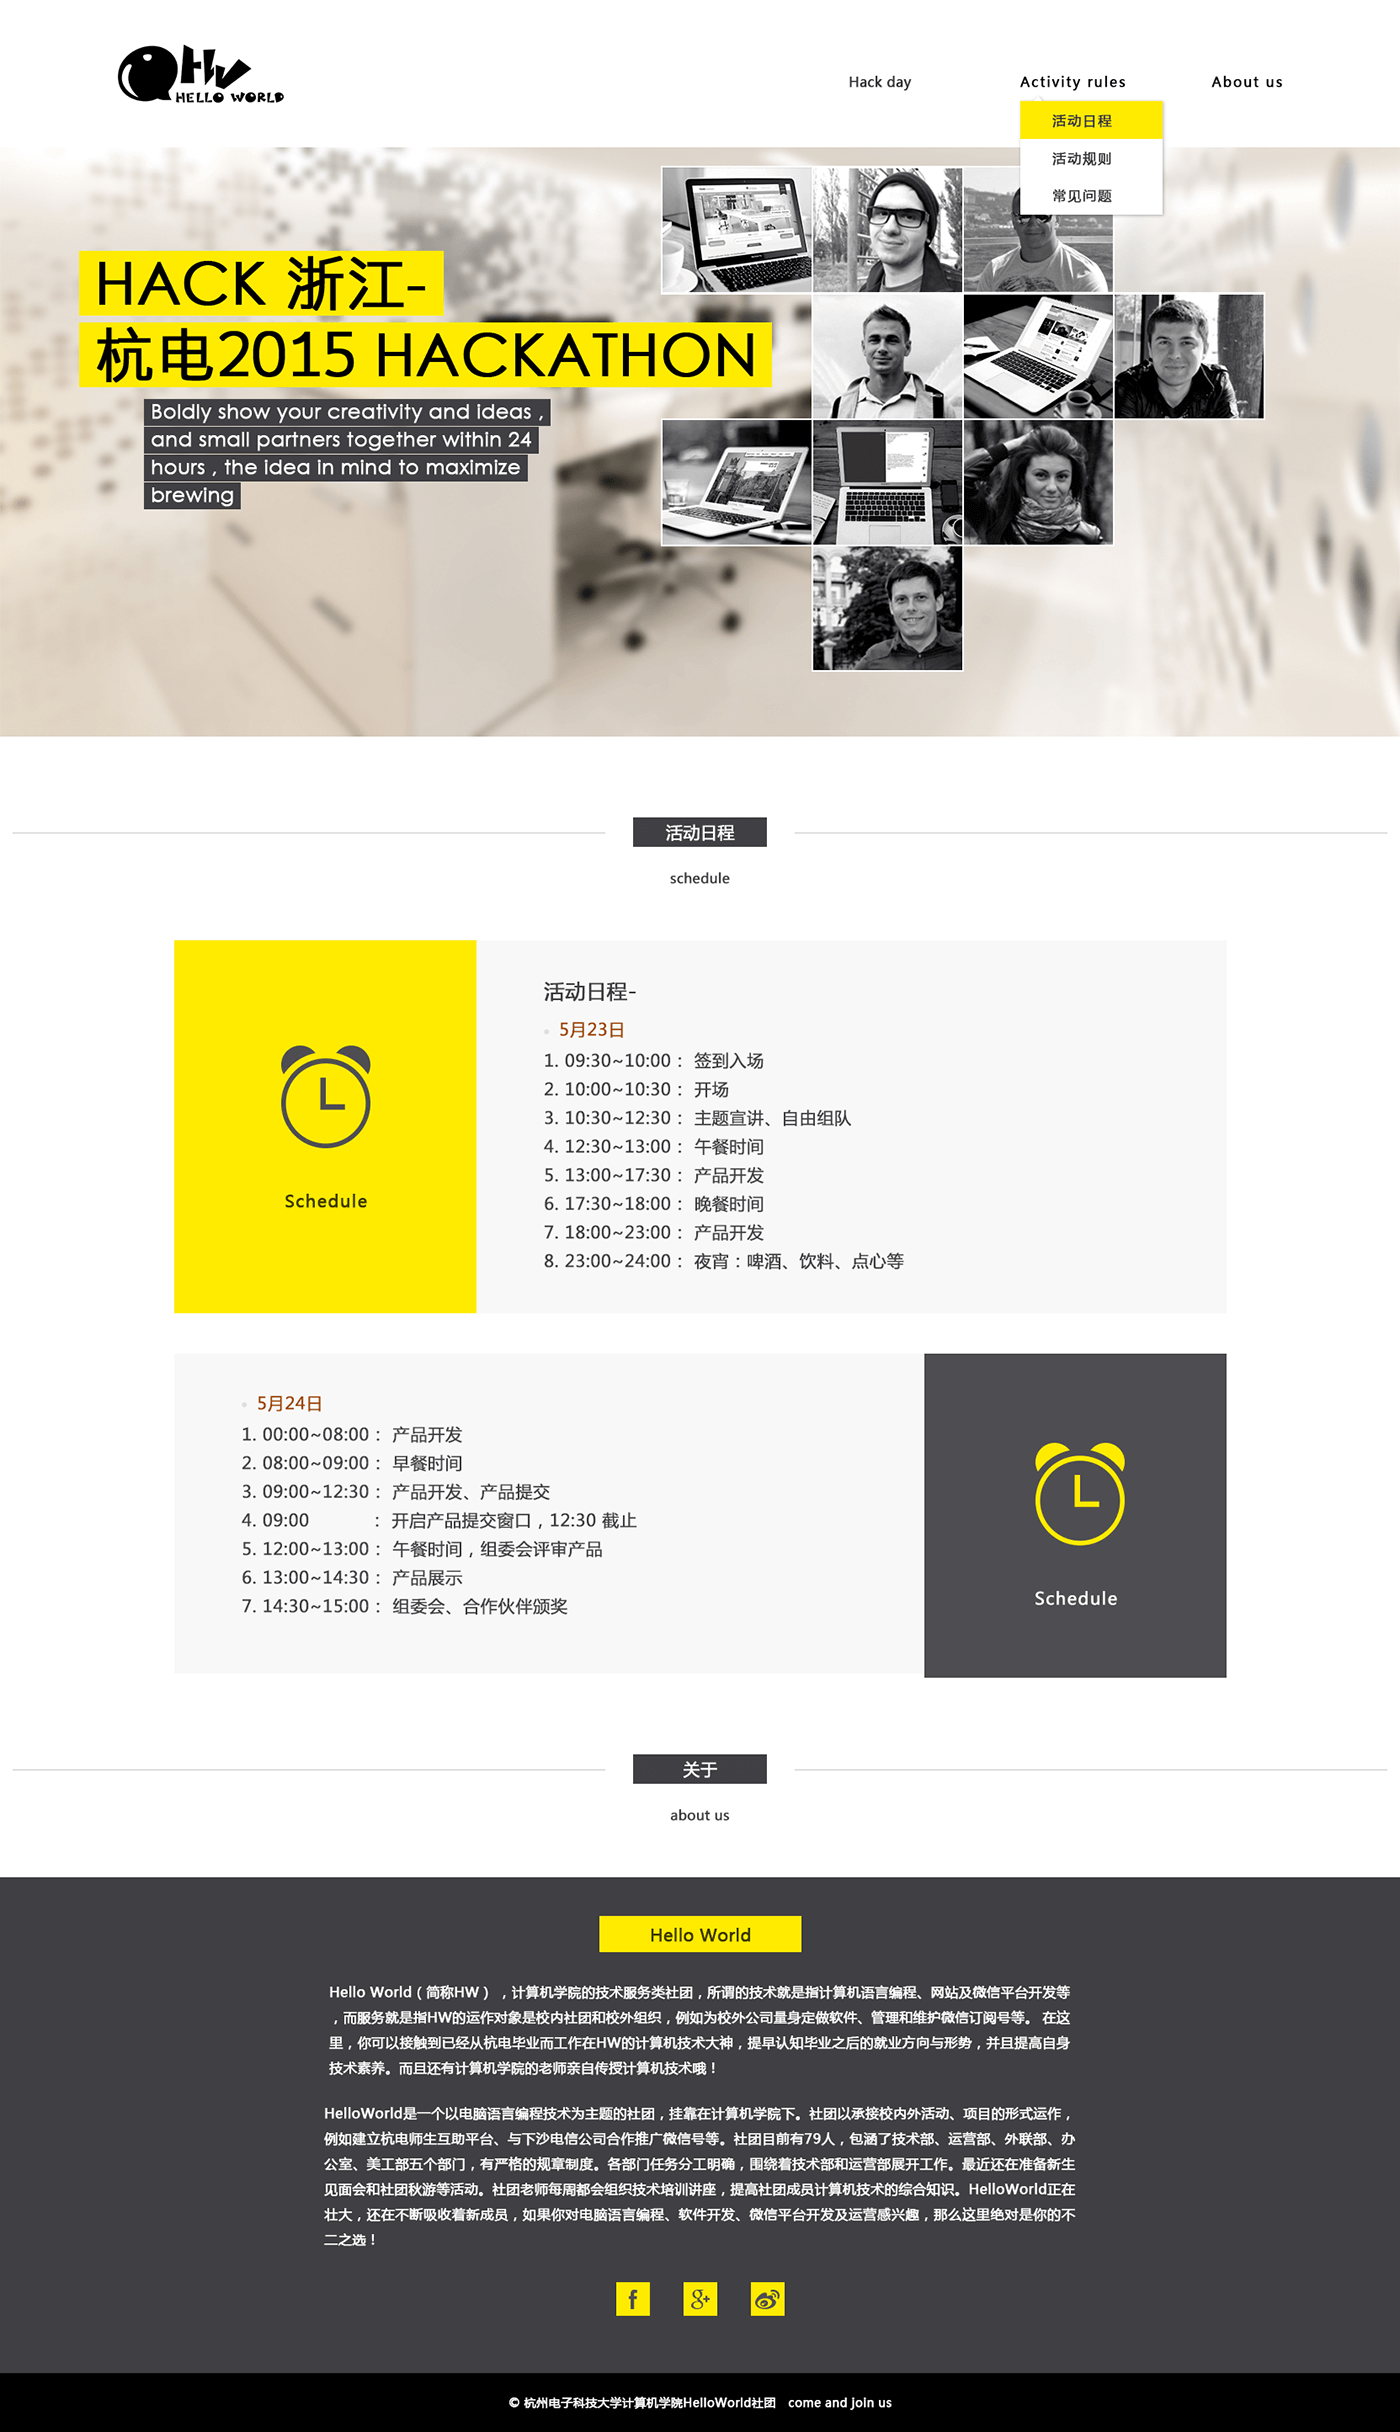 HW
HELLO WORLD
Hack day
Activity rules
About us
活动日程
活动规则
常见问题
HACK 浙江-
杭电2015 HACKATHON
Boldly show your creativity and ideas ,
and small partners together within 24
hours , the idea in mind to maximize
brewing
活动日程
schedule
Schedule
活动日程-
5月23日
1. 09:30~10:00： 签到入场
2. 10:00~10:30： 开场
3. 10:30~12:30： 主题宣讲、自由组队
4. 12:30~13:00： 午餐时间
5. 13:00~17:30： 产品开发
6. 17:30~18:00： 晚餐时间
7. 18:00~23:00： 产品开发
8. 23:00~24:00： 夜宵：啤酒、饮料、点心等
5月24日
1. 00:00~08:00： 产品开发
2. 08:00~09:00： 早餐时间
3. 09:00~12:30： 产品开发、产品提交
4. 09:00 ： 开启产品提交窗口，12:30 截止
5. 12:00~13:00： 午餐时间，组委会评审产品
6. 13:00~14:30： 产品展示
7. 14:30~15:00： 组委会、合作伙伴颁奖
Schedule
关于
about us
Hello World
Hello World（简称HW），计算机学院的技术服务类社团，所谓的技术就是指计算机语言编程、网站及微信平台开发等
，而服务就是指HW的运作对象是校内社团和校外组织，例如为校外公司量身定做软件、管理和维护微信订阅号等。 在这
里，你可以接触到已经从杭电毕业而工作在HW的计算机技术大神，提早认知毕业之后的就业方向与形势，并且提高自身
技术素养。而且还有计算机学院的老师亲自传授计算机技术哦！
HelloWorld是一个以电脑语言编程技术为主题的社团，挂靠在计算机学院下。社团以承接校内外活动、项目的形式运作，
例如建立杭电师生互助平台、与下沙电信公司合作推广微信号等。社团目前有79人，包涵了技术部、运营部、外联部、办
公室、美工部五个部门，有严格的规章制度。各部门任务分工明确，围绕着技术部和运营部展开工作。最近还在准备新生
见面会和社团秋游等活动。社团老师每周都会组织技术培训讲座，提高社团成员计算机技术的综合知识。HelloWorld正在
壮大，还在不断吸收着新成员，如果你对电脑语言编程、软件开发、微信平台开发及运营感兴趣，那么这里绝对是你的不
二之选！
© 杭州电子科技大学计算机学院HelloWorld社团 come and join us